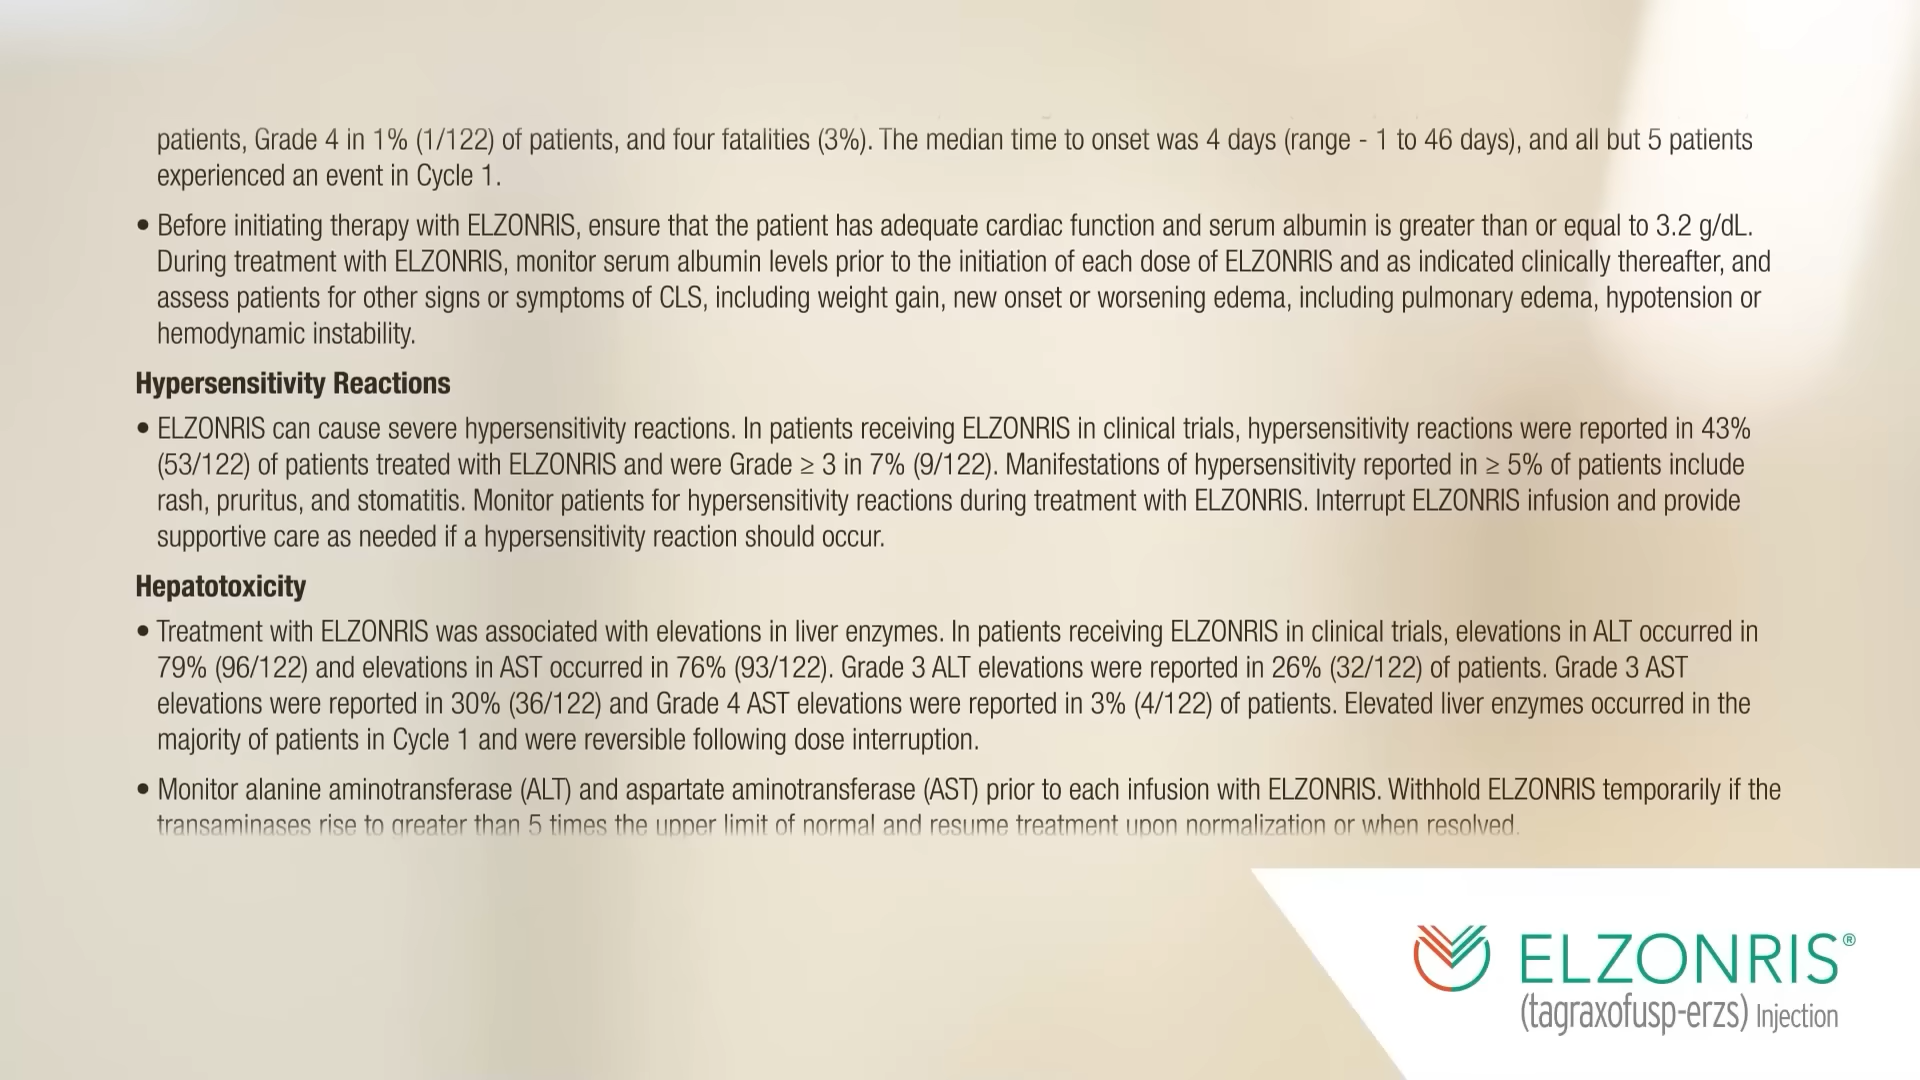 patients, Grade 4 in 1% (1/122) of patients, and four fatalities (3%). The median time to onset was 4 days (range - 1 to 46 days), and all but 5 patients
experienced an event in Cycle 1.
• Before initiating therapy with ELZONRIS, ensure that the patient has adequate cardiac function and serum albumin is greater than or equal to 3.2 g/dL.
During treatment with ELZONRIS, monitor serum albumin levels prior to the initiation of each dose of ELZONRIS and as indicated clinically thereafter, and
assess patients for other signs or symptoms of CLS, including weight gain, new onset or worsening edema, including pulmonary edema, hypotension or
hemodynamic instability.
Hypersensitivity Reactions
• ELZONRIS can cause severe hypersensitivity reactions. In patients receiving ELZONRIS in clinical trials, hypersensitivity reactions were reported in 43%
(53/122) of patients treated with ELZONRIS and were Grade ≥ 3 in 7% (9/122). Manifestations of hypersensitivity reported in ≥ 5% of patients include
rash, pruritus, and stomatitis. Monitor patients for hypersensitivity reactions during treatment with ELZONRIS. Interrupt ELZONRIS infusion and provide
supportive care as needed if a hypersensitivity reaction should occur.
Hepatotoxicity
• Treatment with ELZONRIS was associated with elevations in liver enzymes. In patients receiving ELZONRIS in clinical trials, elevations in ALT occurred in
79% (96/122) and elevations in AST occurred in 76% (93/122). Grade 3 ALT elevations were reported in 26% (32/122) of patients. Grade 3 AST
elevations were reported in 30% (36/122) and Grade 4 AST elevations were reported in 3% (4/122) of patients. Elevated liver enzymes occurred in the
majority of patients in Cycle 1 and were reversible following dose interruption.
• Monitor alanine aminotransferase (ALT) and aspartate aminotransferase (AST) prior to each infusion with ELZONRIS. Withhold ELZONRIS temporarily if the
transaminases rise to greater than 5 times the upper limit of normal and resume treatment upon normalization or when resolved.
ELZONRIS®
(tagraxofusp-erzs) Injection